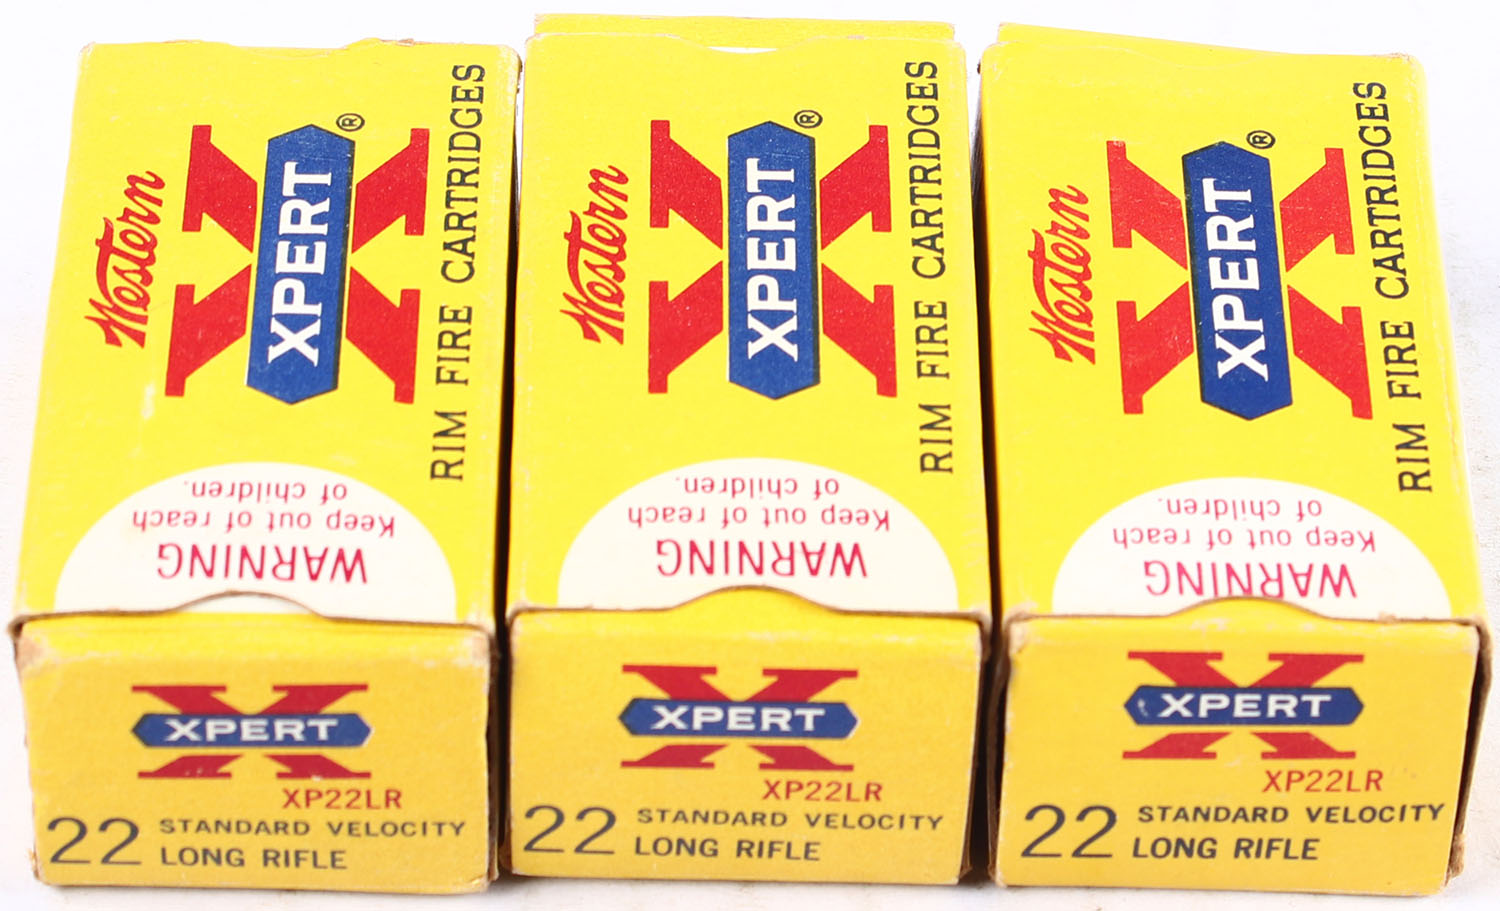 Western
XPERT®
RIM FIRE CARTRIDGES
WARNING
Keep out of reach
of children.
XPERT
XP22LR
22 STANDARD VELOCITY
LONG RIFLE
Western
XPERT®
RIM FIRE CARTRIDGES
WARNING
Keep out of reach
of children.
XPERT
XP22LR
22 STANDARD VELOCITY
LONG RIFLE
Western
XPERT®
RIM FIRE CARTRIDGES
WARNING
Keep out of reach
of children.
XPERT
XP22LR
22 STANDARD VELOCITY
LONG RIFLE